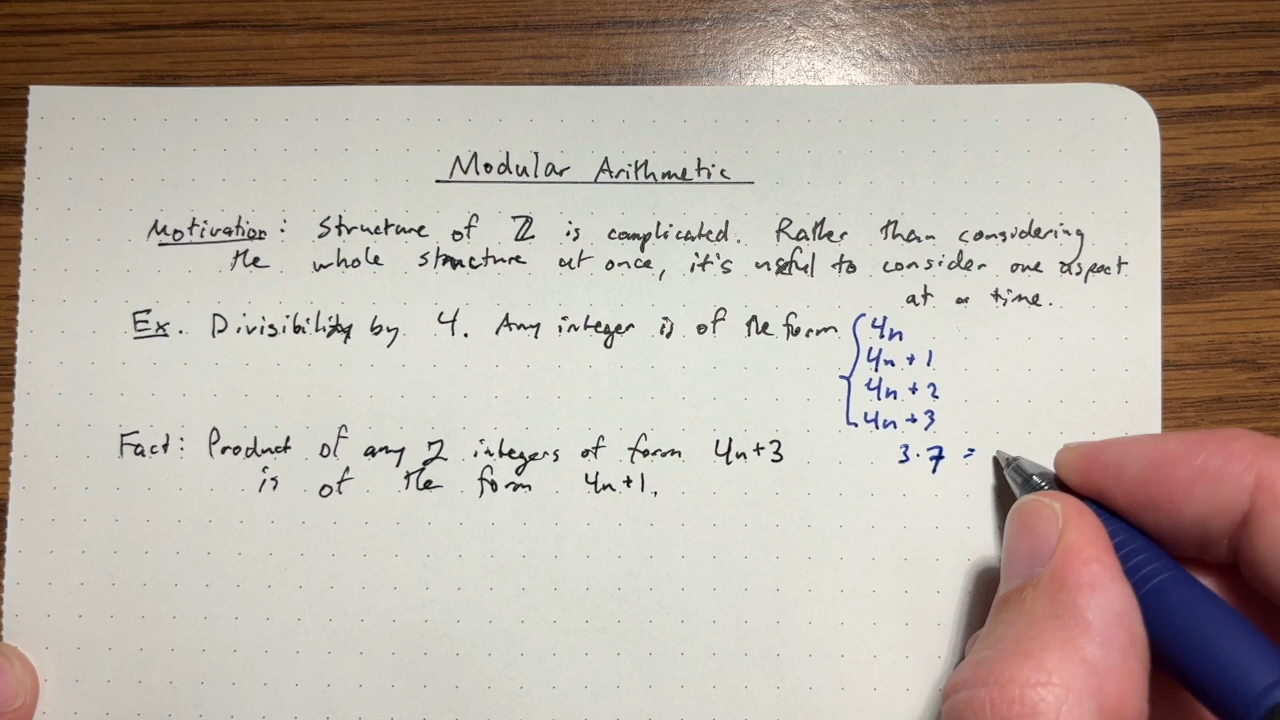 Modular Arithmetic
Motivation: Structure of ℤ is complicated. Rather than considering
the whole structure at once, it's useful to consider one aspect
at a time.
Ex. Divisibility by 4. Any integer is of the form { 4n
4n + 1
4n + 2
4n + 3
Fact: Product of any 2 integers of form 4n+3
is of the form 4n+1.
3·7 =